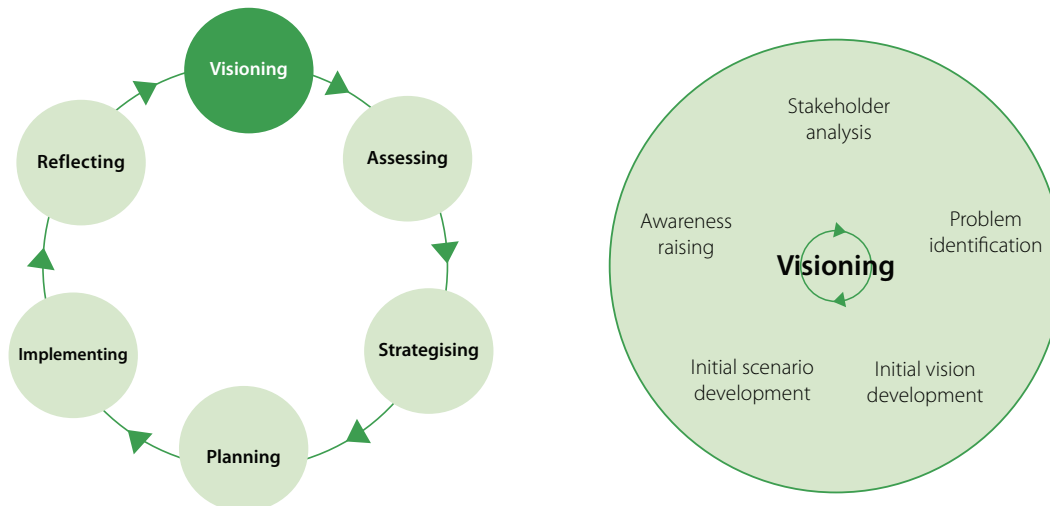 Visioning
Assessing
Strategising
Planning
Implementing
Reflecting
Stakeholder
analysis
Problem
identification
Initial vision
development
Initial scenario
development
Awareness
raising
Visioning